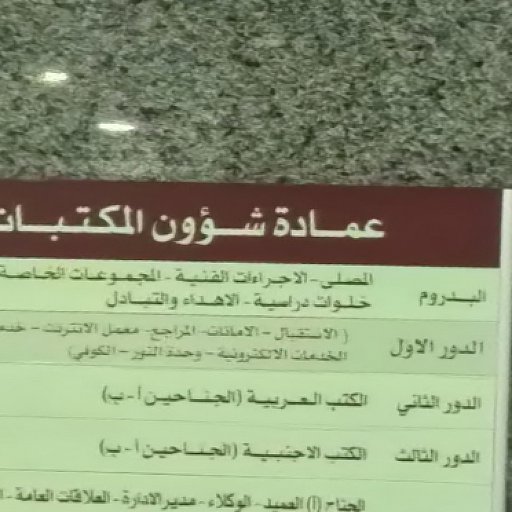 عمادة شؤون المكتبات
البدروم
المصلى - الاجراءات الفنية - المجموعات الخاصة
خلوات دراسية - الاهداء والتبادل
الدور الاول
( الاستقبال - الامانات - المراجع - معمل الانترنت -
الخدمات الالكترونية - وحدة النور - الكوفي)
الدور الثاني
الكتب العربية (الجناحين أ - ب)
الدور الثالث
الكتب الاجنبية (الجناحين أ - ب)
الجناح (أ) العميد - الوكلاء - مدير الادارة - العلاقات العامة -